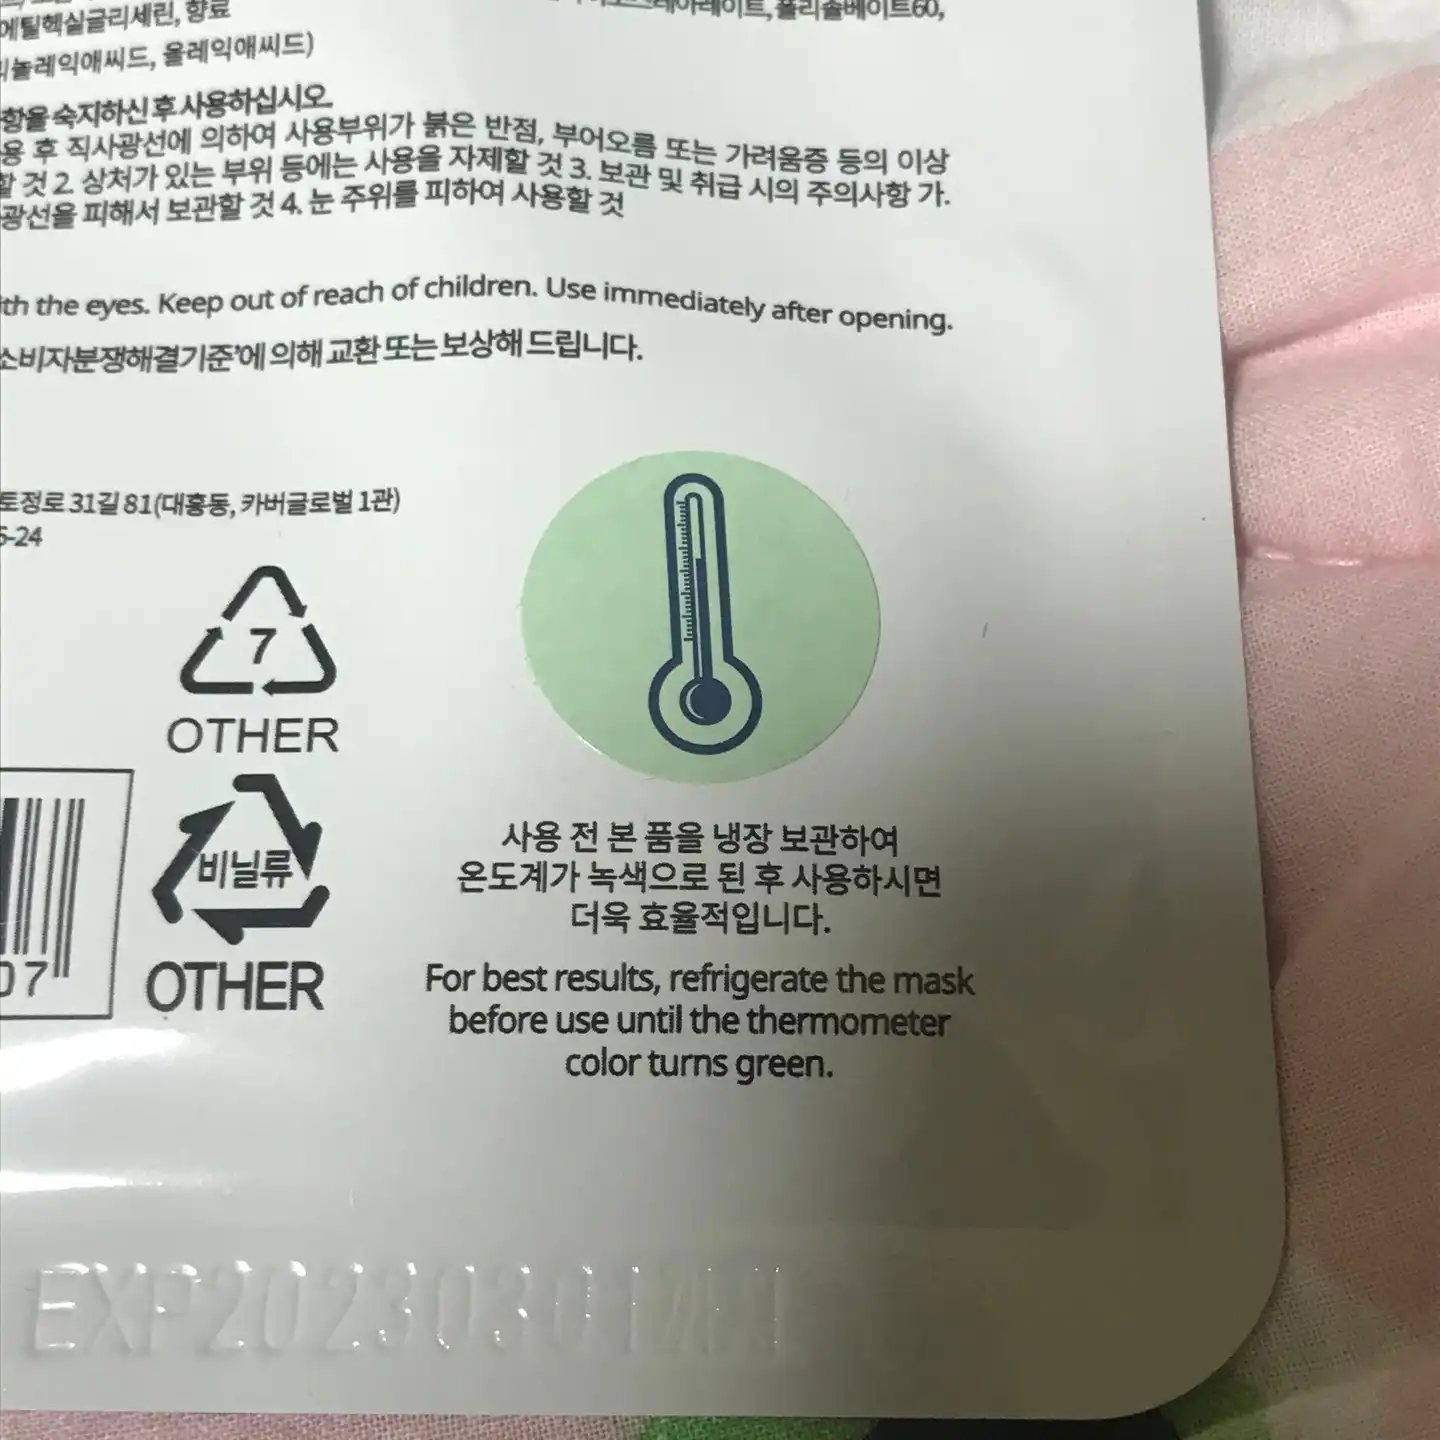 에틸헥실글리세린, 향료
폴리솔베이트60,
놀레익애씨드, 올레익애씨드)
항을 숙지하신 후 사용하십시오.
용 후 직사광선에 의하여 사용부위가 붉은 반점, 부어오름 또는 가려움증 등의 이상
할 것 2. 상처가 있는 부위 등에는 사용을 자제할 것 3. 보관 및 취급 시의 주의사항 가.
광선을 피해서 보관할 것 4. 눈 주위를 피하여 사용할 것
ith the eyes. Keep out of reach of children. Use immediately after opening.
소비자분쟁해결기준'에 의해 교환 또는 보상해 드립니다.
토정로 31길 81(대흥동, 카버글로벌 1관)
-24
7
OTHER
비닐류
OTHER
07
사용 전 본 품을 냉장 보관하여
온도계가 녹색으로 된 후 사용하시면
더욱 효율적입니다.
For best results, refrigerate the mask
before use until the thermometer
color turns green.
EXP20230301